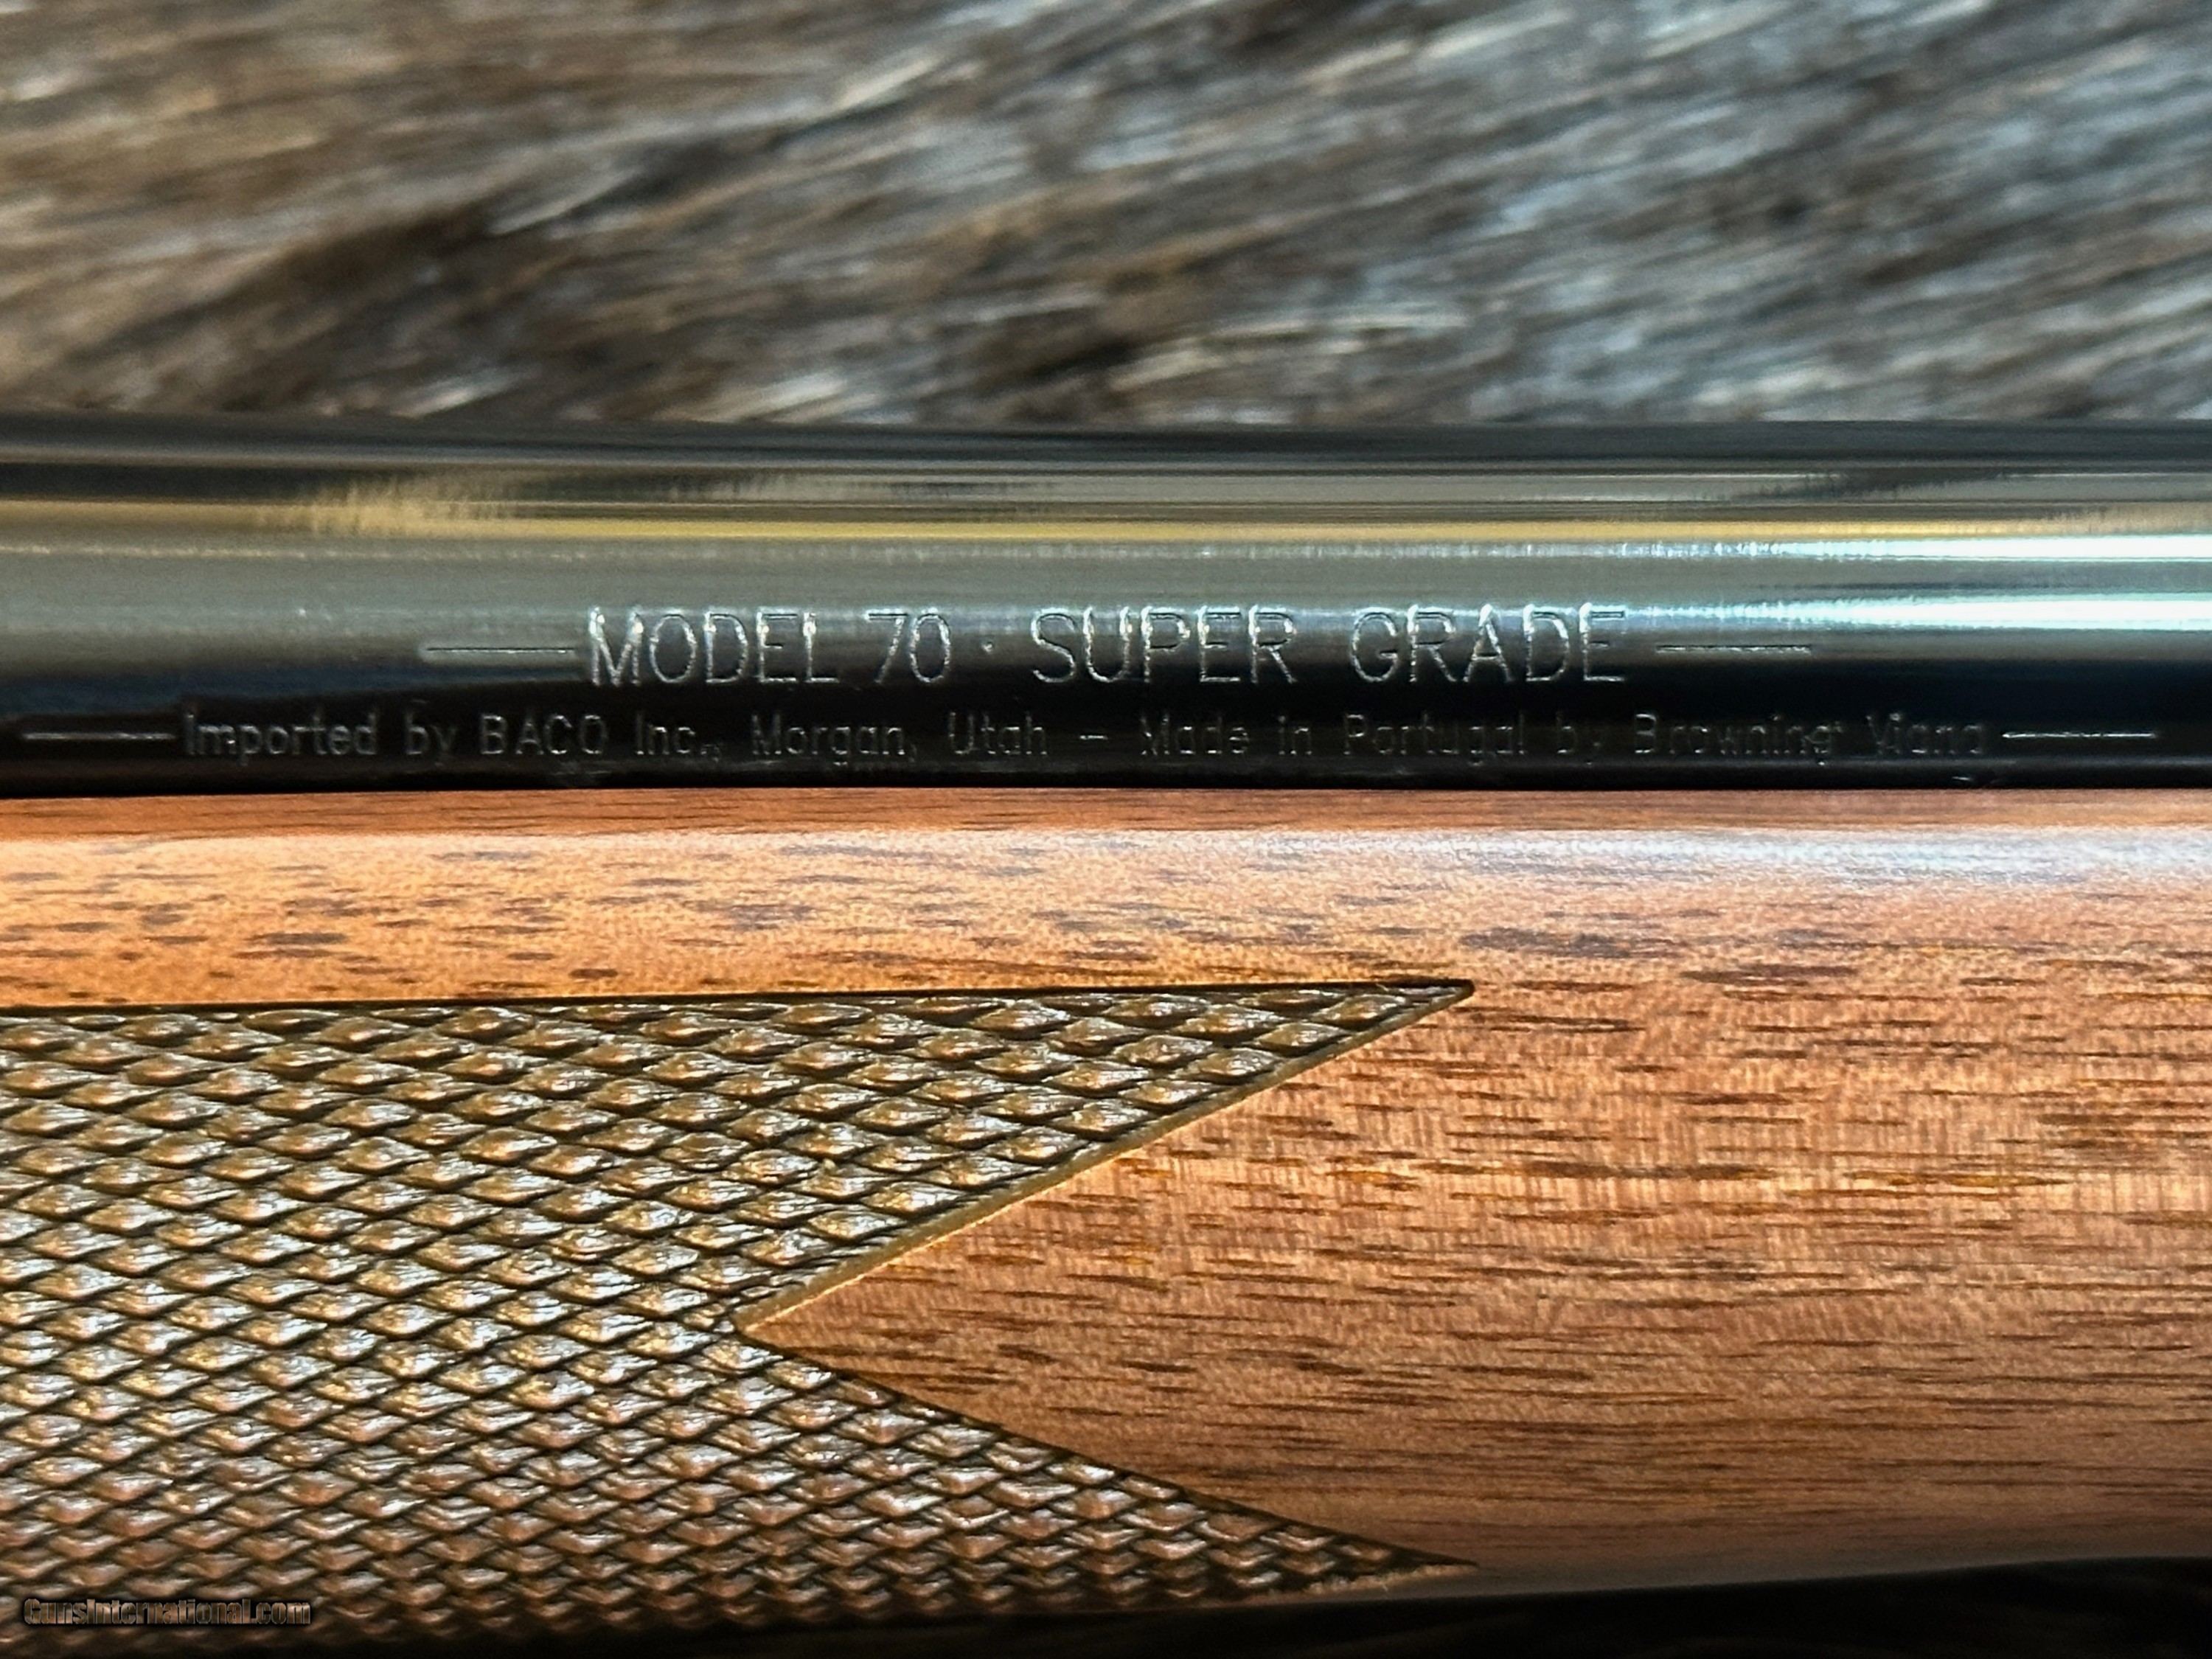 MODEL 70 · SUPER GRADE
Imported by BACO Inc., Morgan, Utah – Made in Portugal by Browning Viana
GunsInternational.com